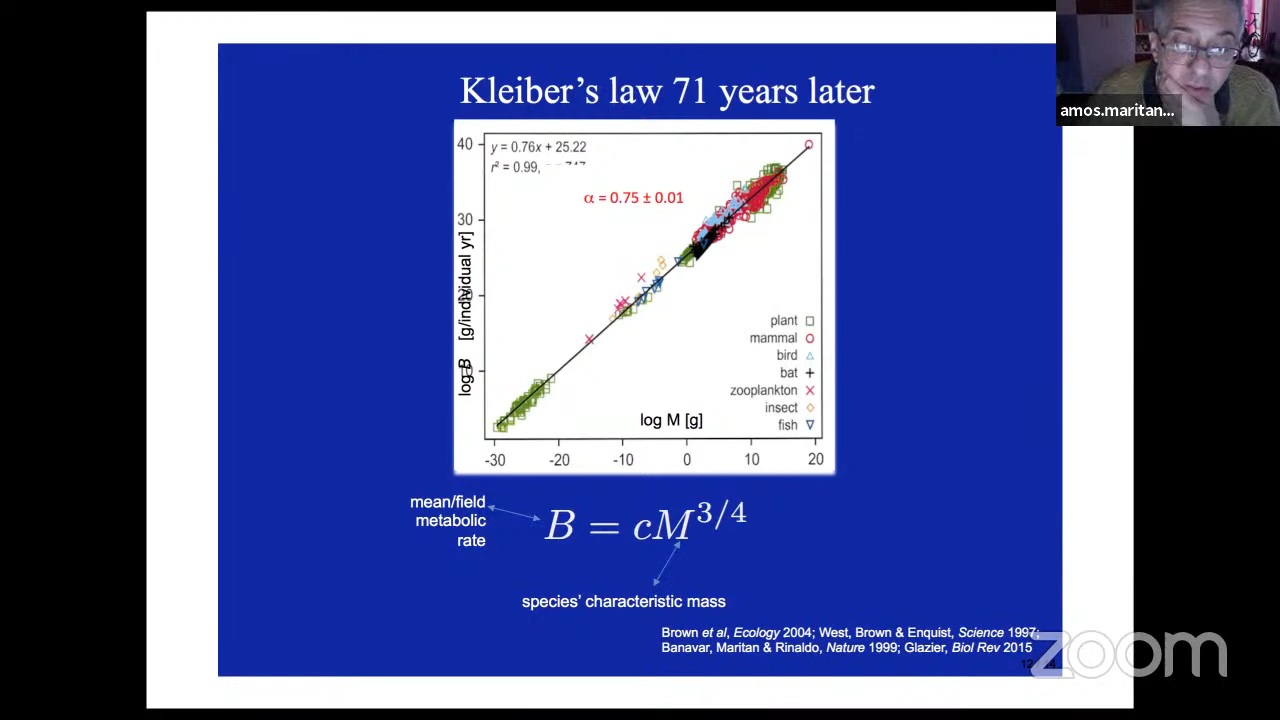 Kleiber's law 71 years later
amos.maritan...
40
y = 0.76x + 25.22
r² = 0.99,
α = 0.75 ± 0.01
30
20
10
log B [g/individual yr]
plant
mammal
bird
bat
zooplankton
insect
fish
log M [g]
-30 -20 -10 0 10 20
mean/field
metabolic
rate
B = cM^3/4
species' characteristic mass
Brown et al, Ecology 2004; West, Brown & Enquist, Science 1997;
Banavar, Maritan & Rinaldo, Nature 1999; Glazier, Biol Rev 2015
zoom